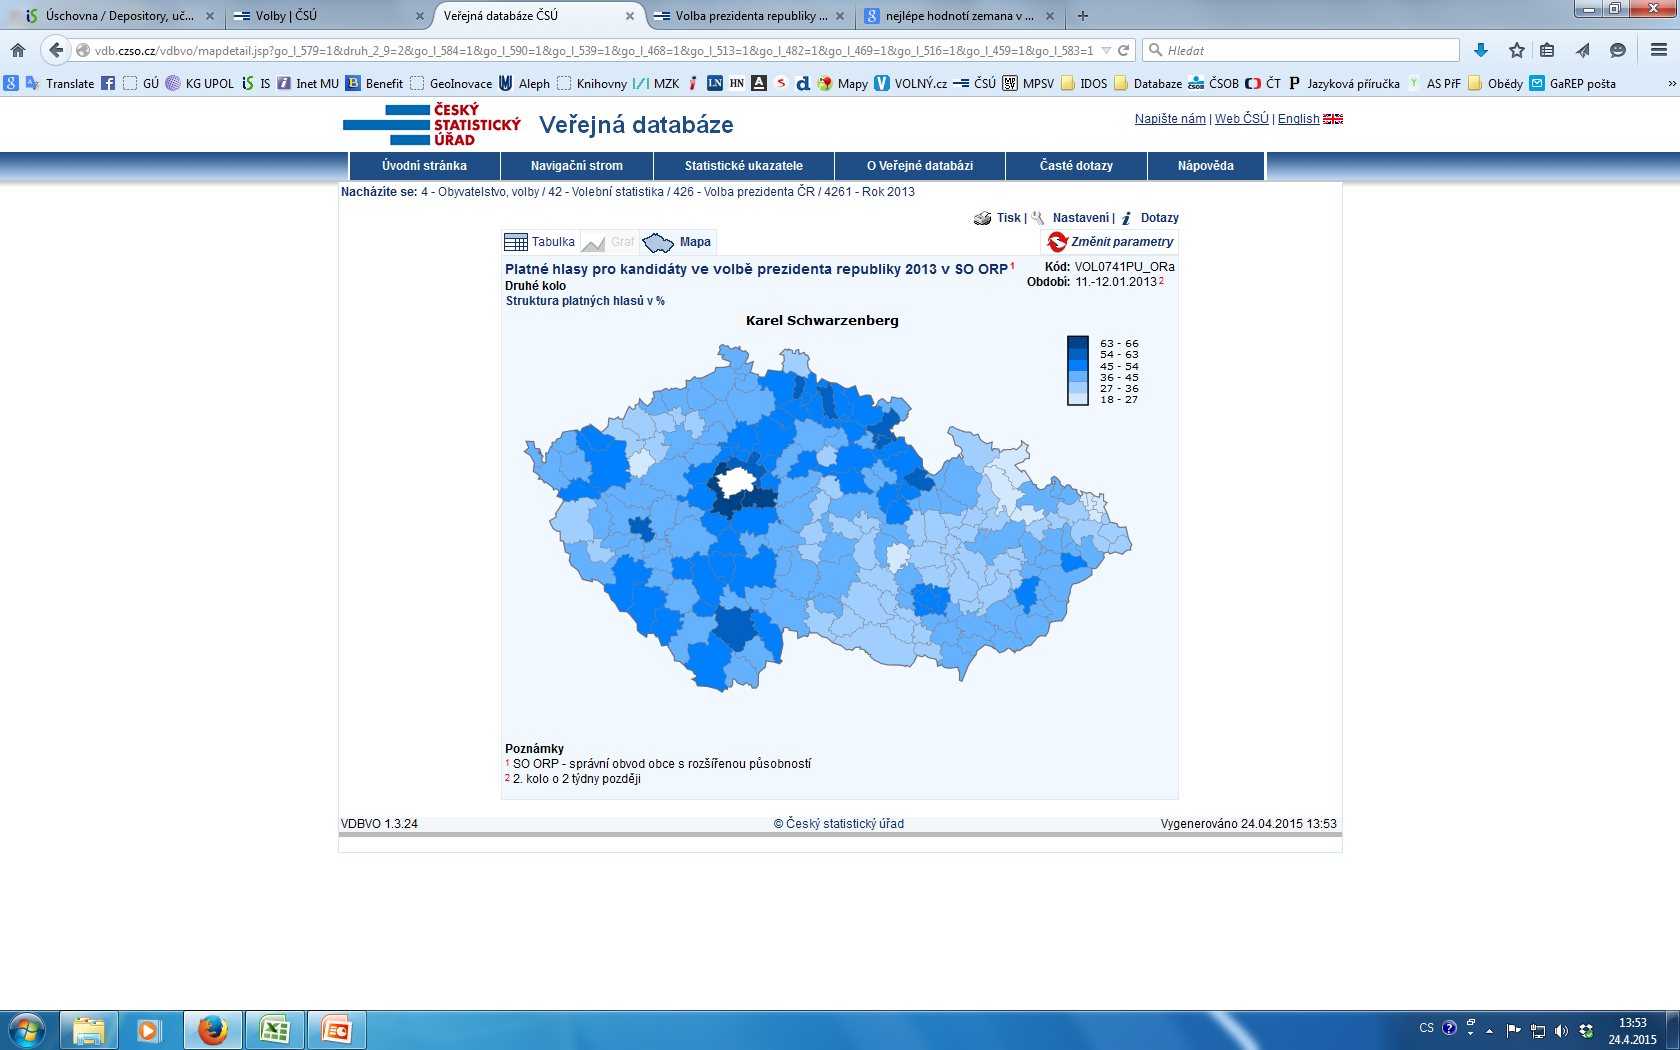 Úschovna / Depository, uč...
Volby | ČSÚ
Veřejná databáze ČSÚ
Volba prezidenta republiky ...
nejlépe hodnotí zemana v ...
vdb.czso.cz/vdbvo/mapdetail.jsp?go_l_579=1&druh_2_9=2&go_l_584=1&go_l_590=1&go_l_539=1&go_l_468=1&go_l_513=1&go_l_482=1&go_l_469=1&go_l_516=1&go_l_459=1&go_l_583=1
Hledat
Translate GÚ KG UPOL IS Inet MU Benefit GeoInovace Aleph Knihovny MZK LN HN Mapy VOLNÝ.cz ČSÚ MPSV IDOS Databaze ČSOB ČT Jazyková příručka AS PřF Obědy GaREP pošta
ČESKÝ
STATISTICKÝ
ÚŘAD
Veřejná databáze
Napište nám | Web ČSÚ | English
Úvodní stránka Navigační strom Statistické ukazatele O Veřejné databázi Časté dotazy Nápověda
Nacházíte se: 4 - Obyvatelstvo, volby / 42 - Volební statistika / 426 - Volba prezidenta ČR / 4261 - Rok 2013
Tisk | Nastavení | Dotazy
Tabulka Graf Mapa
Změnit parametry
Platné hlasy pro kandidáty ve volbě prezidenta republiky 2013 v SO ORP 1
Kód: VOL0741PU_ORa
Druhé kolo
Období: 11.-12.01.2013 2
Struktura platných hlasů v %
Karel Schwarzenberg
63 - 66
54 - 63
45 - 54
36 - 45
27 - 36
18 - 27
Poznámky
1 SO ORP - správní obvod obce s rozšířenou působností
2 2. kolo o 2 týdny později
VDBVO 1.3.24
© Český statistický úřad
Vygenerováno 24.04.2015 13:53
CS
13:53
24.4.2015